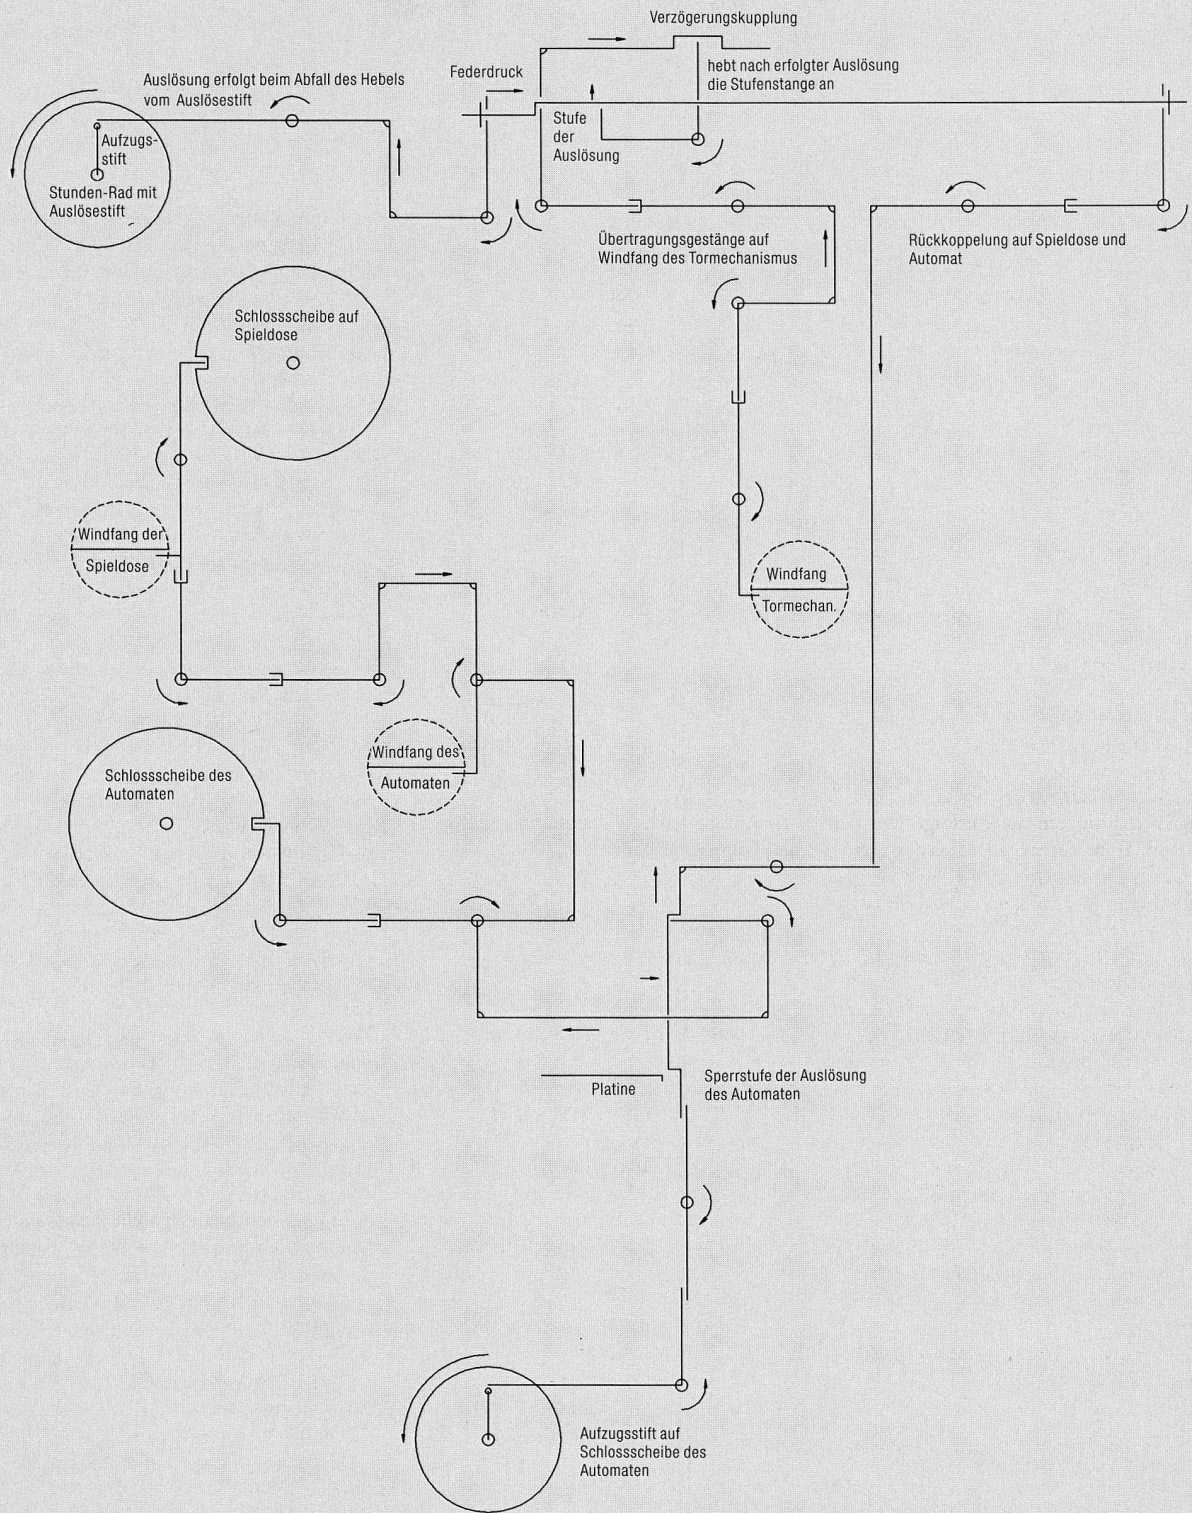 Verzögerungskupplung
hebt nach erfolgter Auslösung
die Stufenstange an
Federdruck
Auslösung erfolgt beim Abfall des Hebels
vom Auslösestift
Aufzugs-
stift
Stunden-Rad mit
Auslösestift
Stufe
der
Auslösung
Übertragungsgestänge auf
Windfang des Tormechanismus
Rückkoppelung auf Spieldose und
Automat
Schlossscheibe auf
Spieldose
Windfang der
Spieldose
Windfang
Tormechan.
Windfang des
Automaten
Schlossscheibe des
Automaten
Platine
Sperrstufe der Auslösung
des Automaten
Aufzugsstift auf
Schlossscheibe des
Automaten